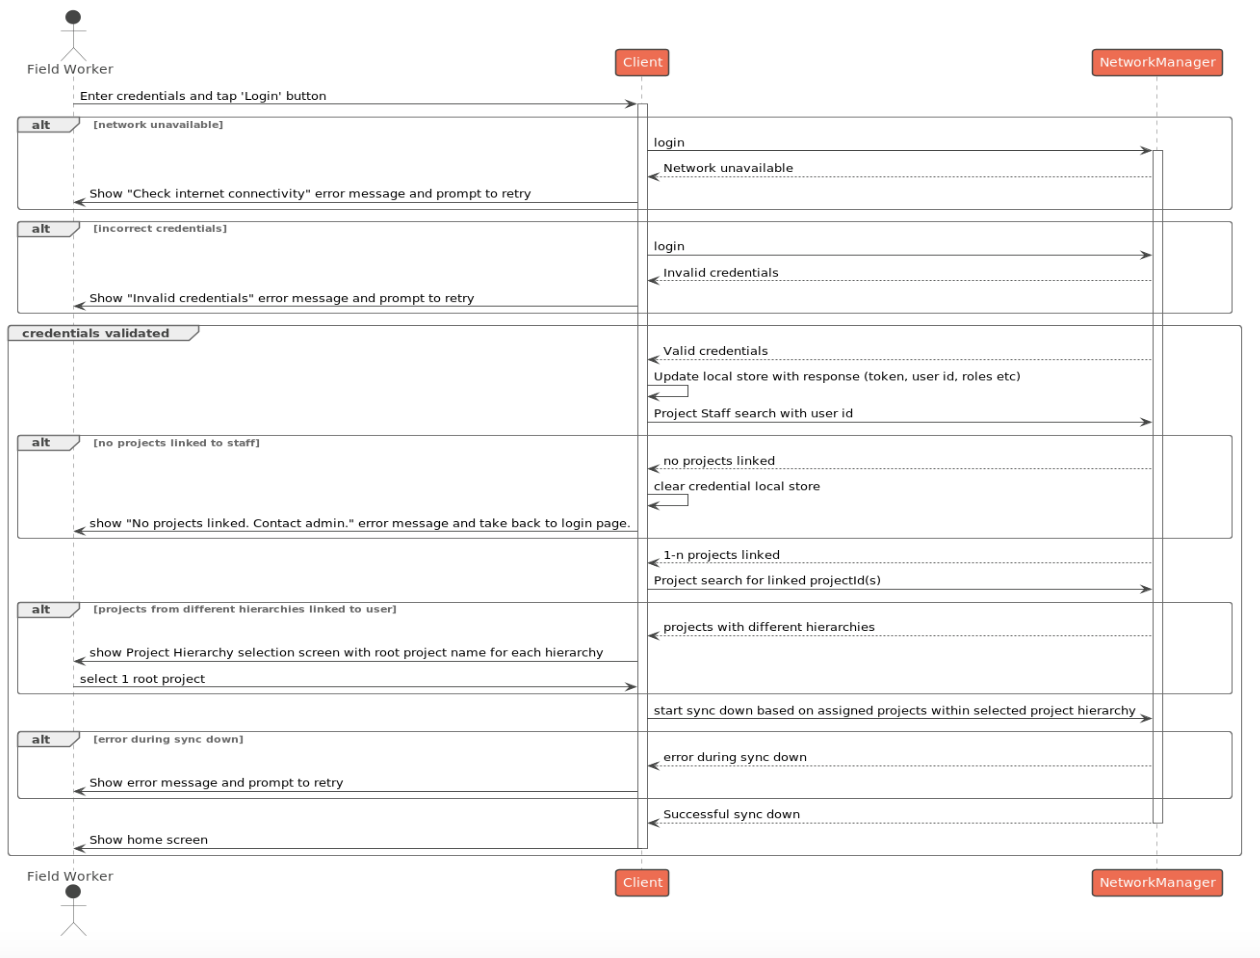 Field Worker
Client
NetworkManager
Enter credentials and tap 'Login' button
alt
[network unavailable]
login
Network unavailable
Show "Check internet connectivity" error message and prompt to retry
alt
[incorrect credentials]
login
Invalid credentials
Show "Invalid credentials" error message and prompt to retry
credentials validated
Valid credentials
Update local store with response (token, user id, roles etc)
Project Staff search with user id
alt
[no projects linked to staff]
no projects linked
clear credential local store
show "No projects linked. Contact admin." error message and take back to login page.
1-n projects linked
Project search for linked projectId(s)
alt
[projects from different hierarchies linked to user]
projects with different hierarchies
show Project Hierarchy selection screen with root project name for each hierarchy
select 1 root project
start sync down based on assigned projects within selected project hierarchy
alt
[error during sync down]
error during sync down
Show error message and prompt to retry
Successful sync down
Show home screen
Field Worker
Client
NetworkManager